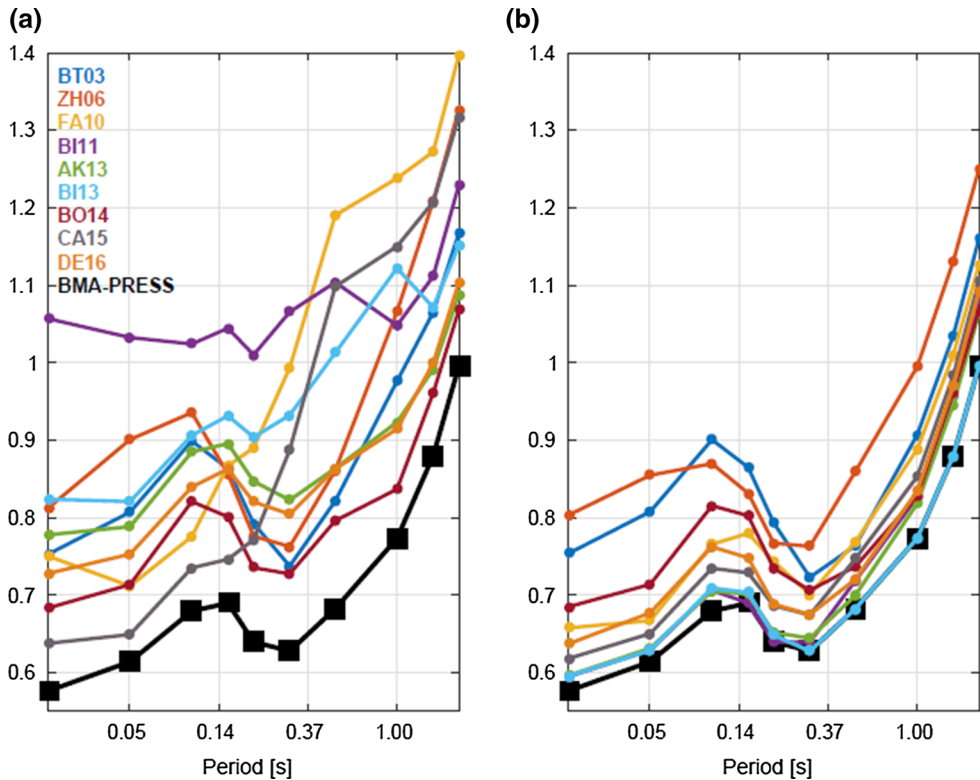 (a)
(b)
1.4
1.3
1.2
1.1
1
0.9
0.8
0.7
0.6
BT03
ZH06
FA10
BI11
AK13
BI13
BO14
CA15
DE16
BMA-PRESS
0.05 0.14 0.37 1.00
Period [s]
1.4
1.3
1.2
1.1
1
0.9
0.8
0.7
0.6
0.05 0.14 0.37 1.00
Period [s]